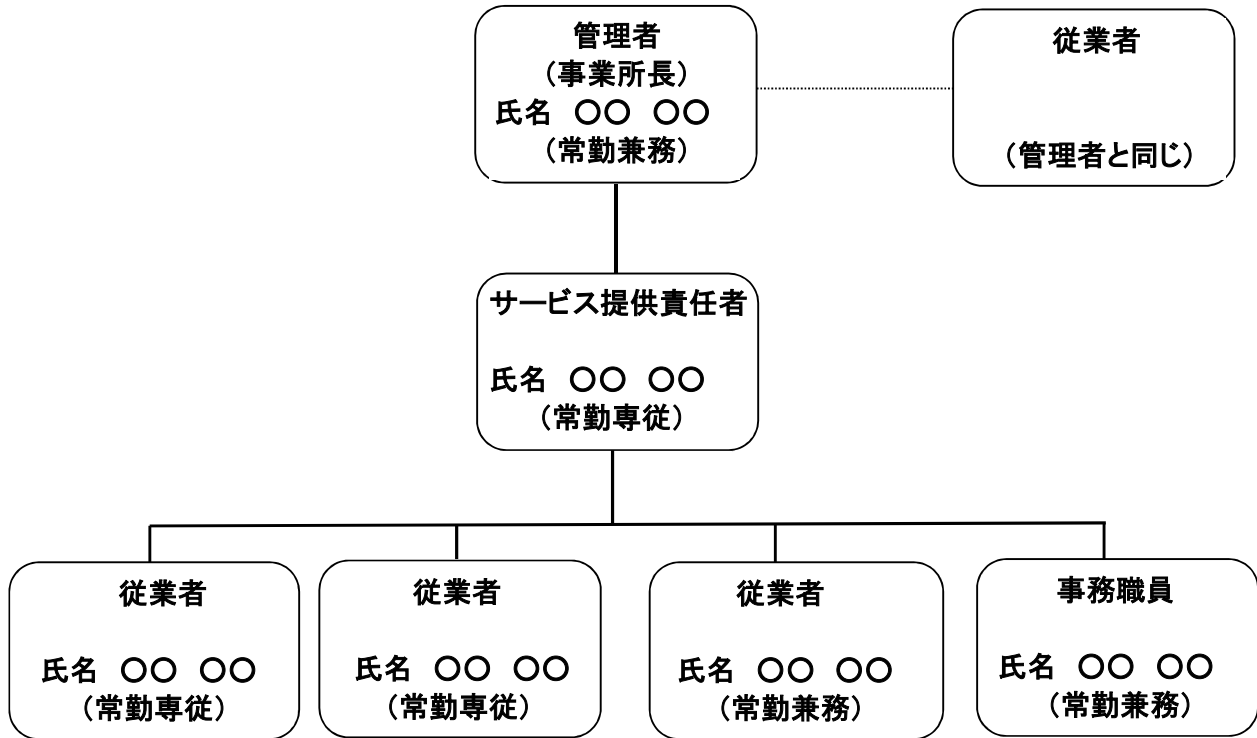 管理者
（事業所長）
氏名 〇〇 〇〇
（常勤兼務）
従業者
（管理者と同じ）
サービス提供責任者
氏名 〇〇 〇〇
（常勤専従）
従業者
氏名 〇〇 〇〇
（常勤専従）
従業者
氏名 〇〇 〇〇
（常勤専従）
従業者
氏名 〇〇 〇〇
（常勤兼務）
事務職員
氏名 〇〇 〇〇
（常勤兼務）